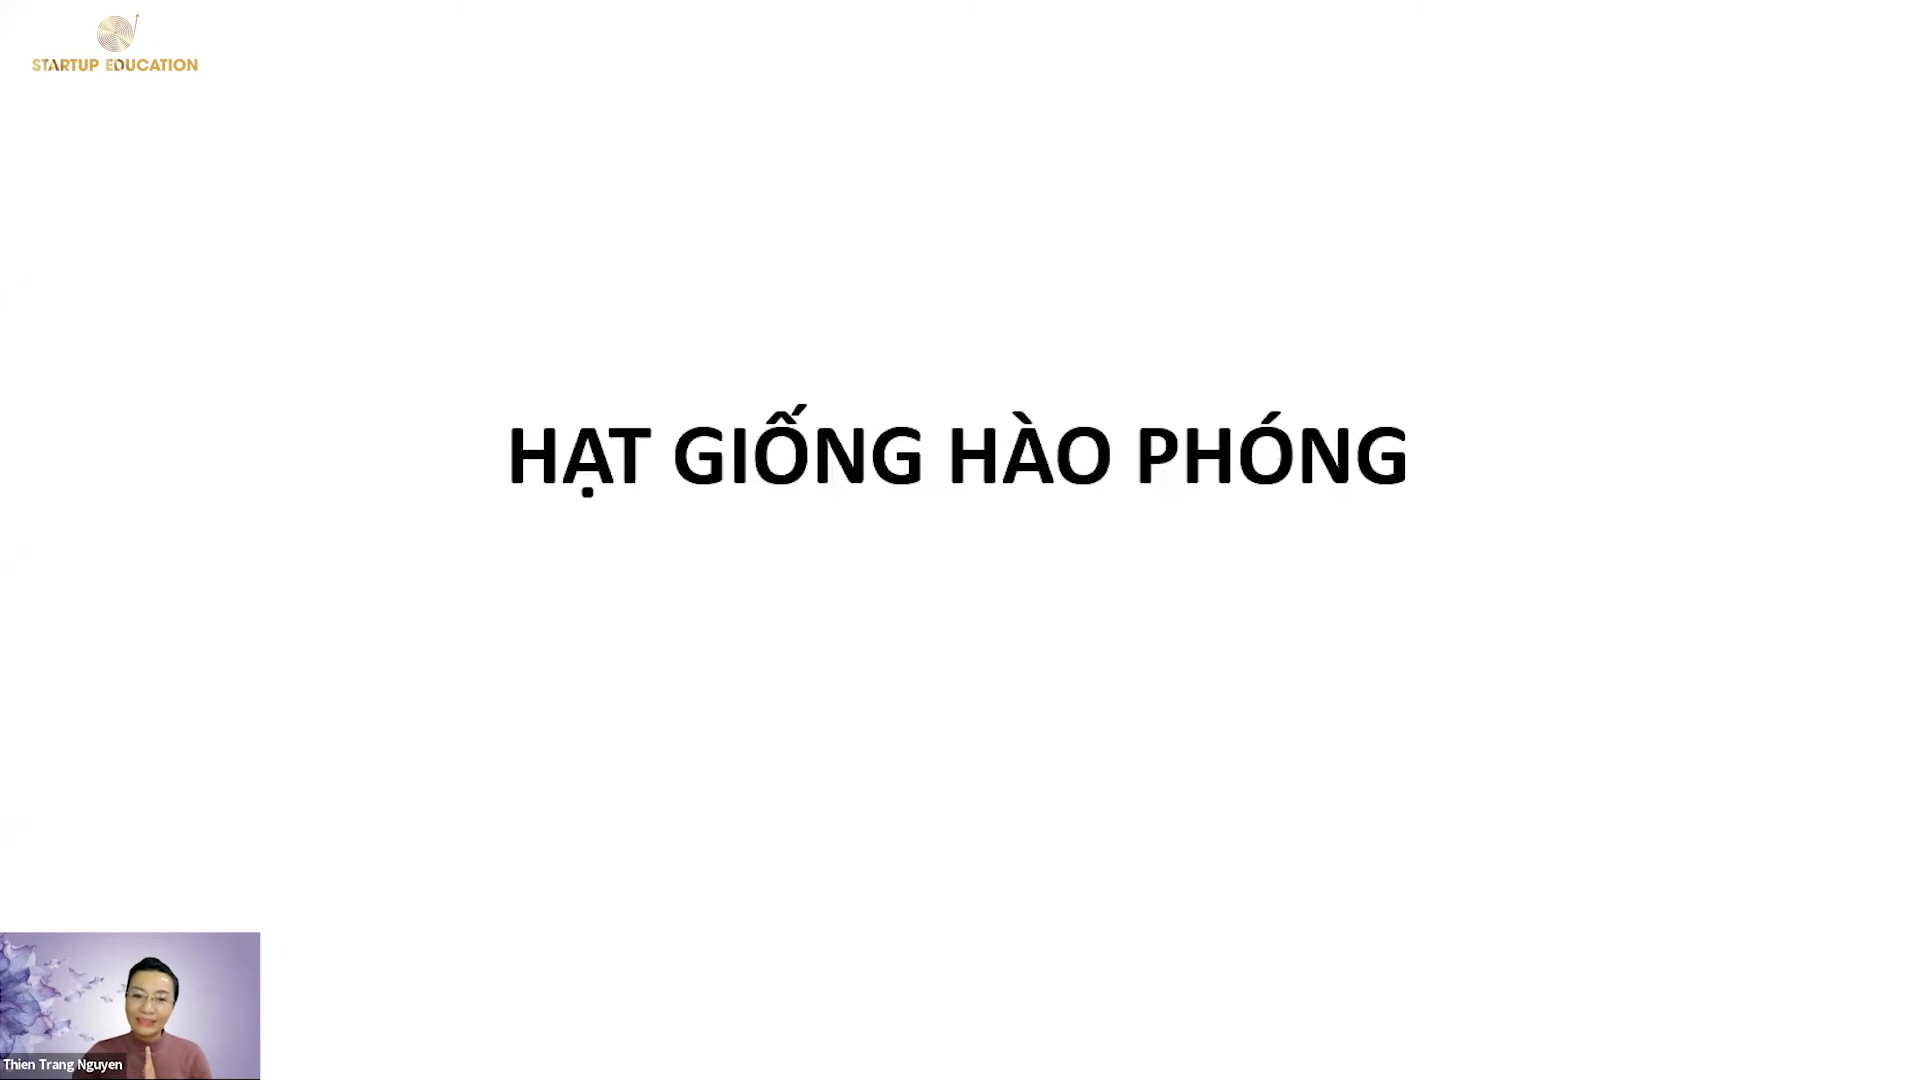 STARTUP EDUCATION
HẠT GIỐNG HÀO PHÓNG
Thien Trang Nguyen